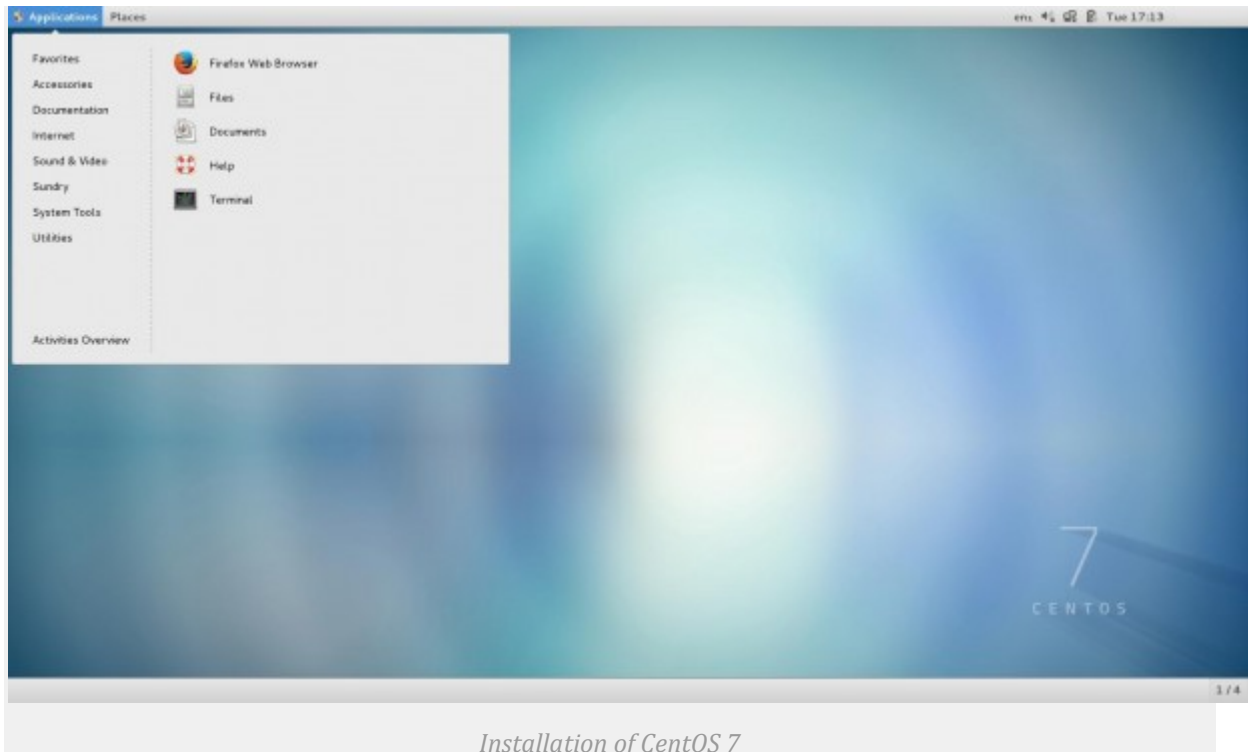 Applications Places
en1 Tue 17:13
Favorites
Accessories
Documentation
Internet
Sound & Video
Sundry
System Tools
Utilities
Activities Overview
Firefox Web Browser
Files
Documents
Help
Terminal
7
CENTOS
1 / 4
Installation of CentOS 7